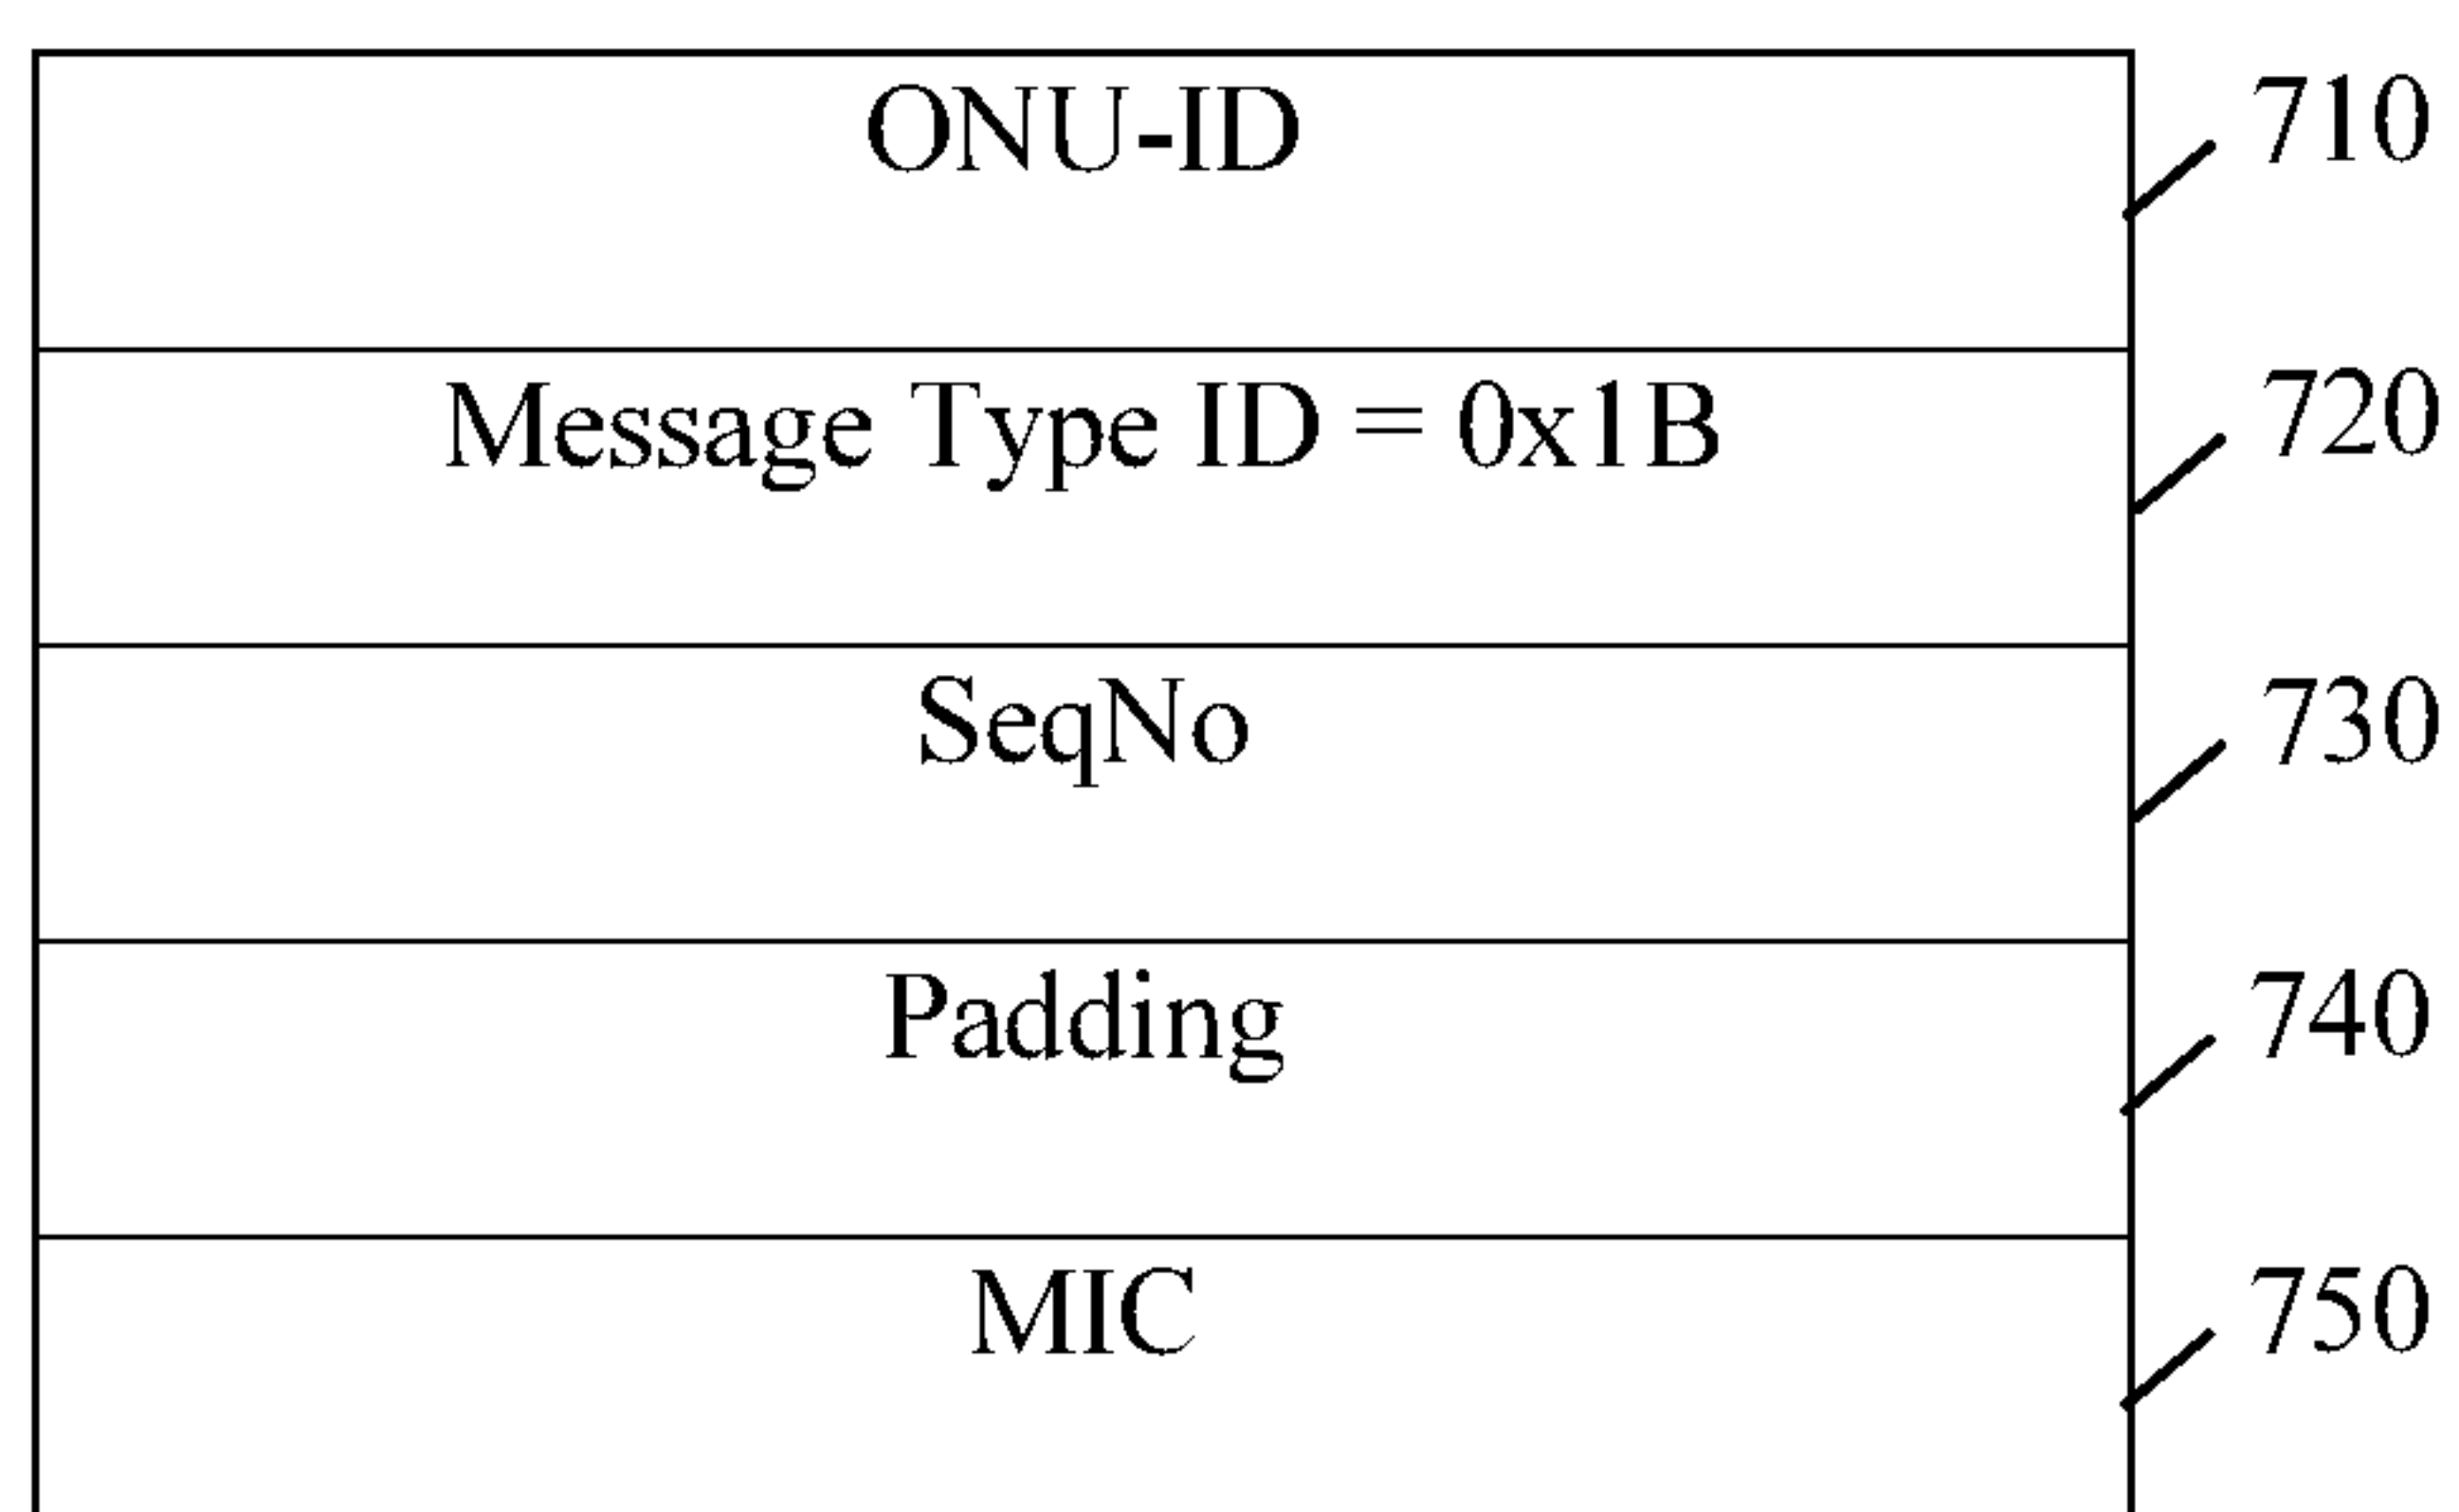 ONU-ID 710
Message Type ID = 0x1B 720
SeqNo 730
Padding 740
MIC 750